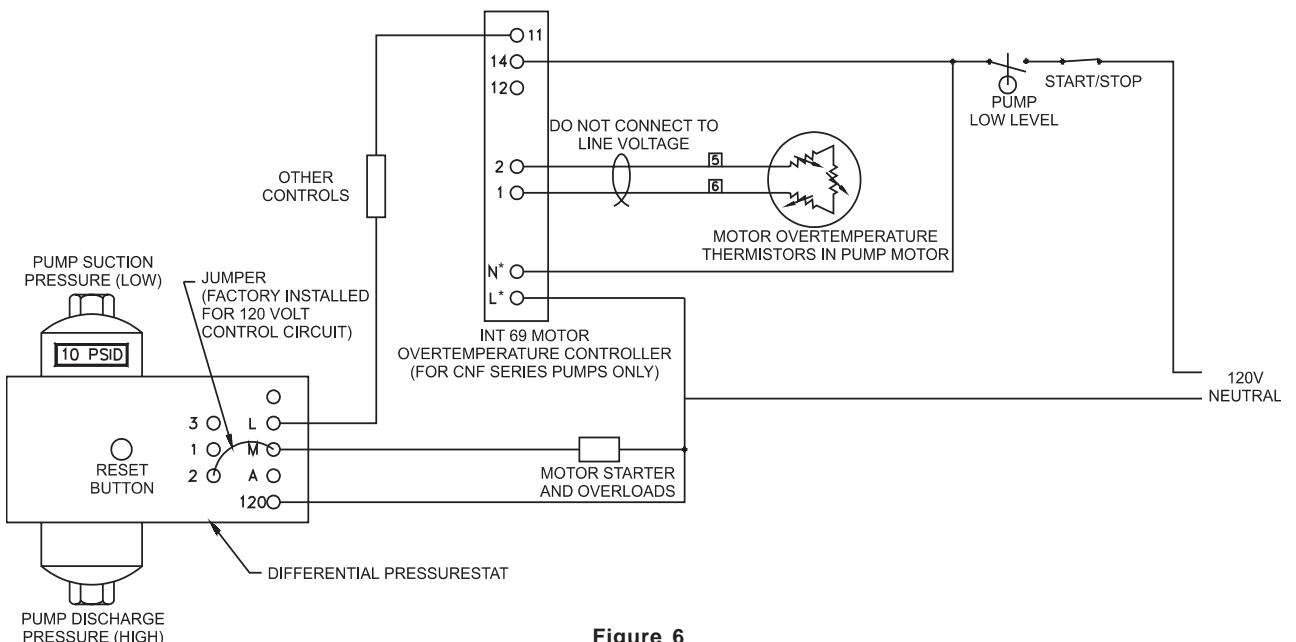 11
14
12
START/STOP
PUMP
LOW LEVEL
DO NOT CONNECT TO
LINE VOLTAGE
2
5
1
6
OTHER
CONTROLS
MOTOR OVERTEMPERATURE
THERMISTORS IN PUMP MOTOR
PUMP SUCTION
PRESSURE (LOW)
JUMPER
(FACTORY INSTALLED
FOR 120 VOLT
CONTROL CIRCUIT)
N*
L*
10 PSID
INT 69 MOTOR
OVERTEMPERATURE CONTROLLER
(FOR CNF SERIES PUMPS ONLY)
120V
NEUTRAL
3 L
1 M
2 A
120
RESET
BUTTON
MOTOR STARTER
AND OVERLOADS
DIFFERENTIAL PRESSURESTAT
PUMP DISCHARGE
PRESSURE (HIGH)
Figure 6